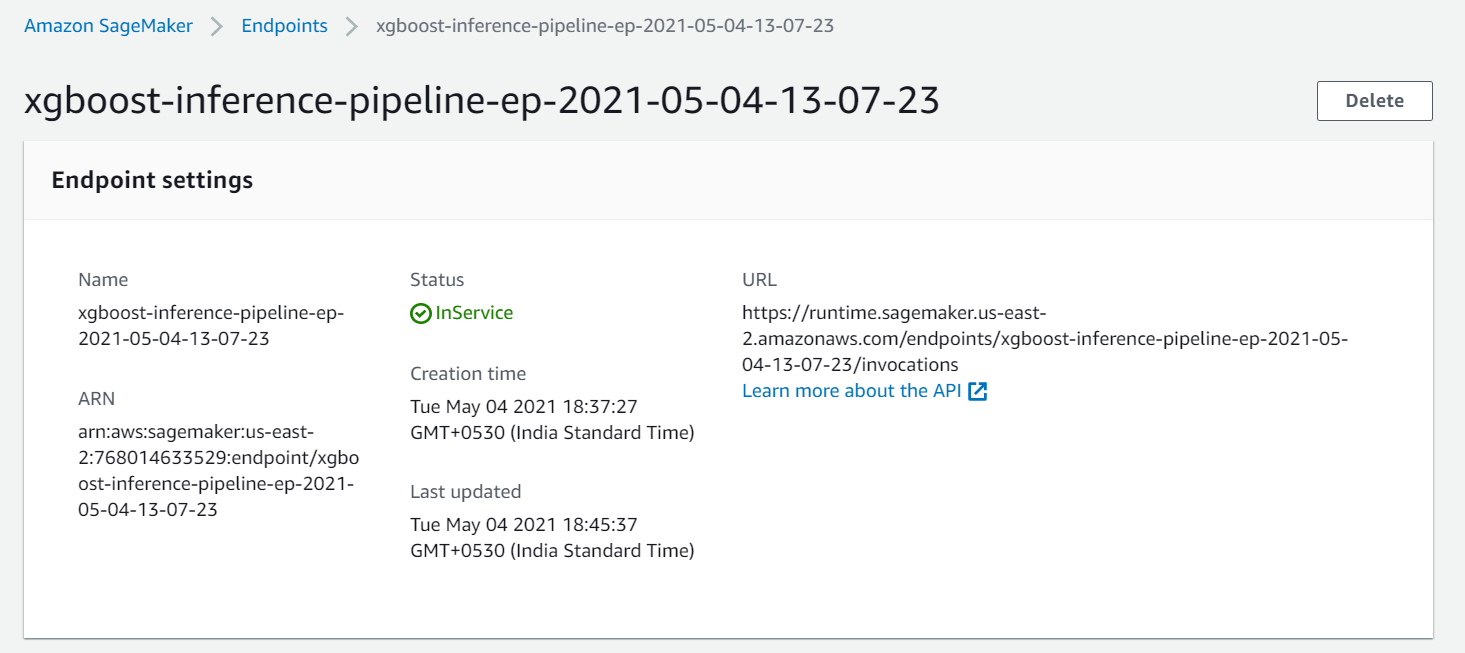 Amazon SageMaker > Endpoints > xgboost-inference-pipeline-ep-2021-05-04-13-07-23
xgboost-inference-pipeline-ep-2021-05-04-13-07-23
Delete
Endpoint settings
Name
xgboost-inference-pipeline-ep-
2021-05-04-13-07-23
ARN
arn:aws:sagemaker:us-east-
2:768014633529:endpoint/xgbo
ost-inference-pipeline-ep-2021-
05-04-13-07-23
Status
InService
Creation time
Tue May 04 2021 18:37:27
GMT+0530 (India Standard Time)
Last updated
Tue May 04 2021 18:45:37
GMT+0530 (India Standard Time)
URL
https://runtime.sagemaker.us-east-
2.amazonaws.com/endpoints/xgboost-inference-pipeline-ep-2021-05-
04-13-07-23/invocations
Learn more about the API